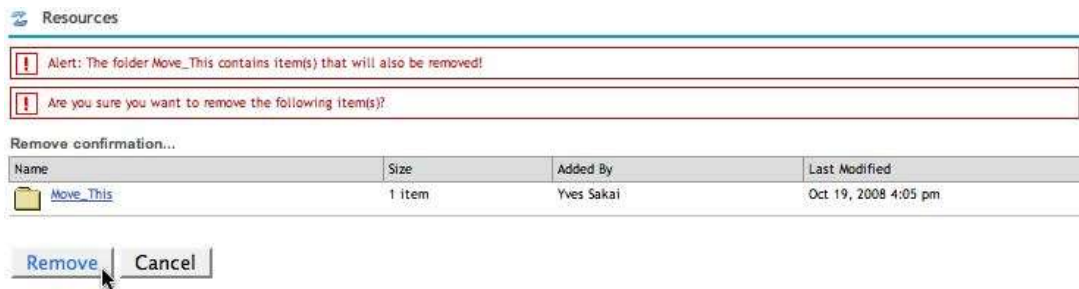 Resources
Alert: The folder Move_This contains item(s) that will also be removed!
Are you sure you want to remove the following item(s)?
Remove confirmation...
Name Size Added By Last Modified
Move_This 1 item Yves Sakai Oct 19, 2008 4:05 pm
Remove Cancel